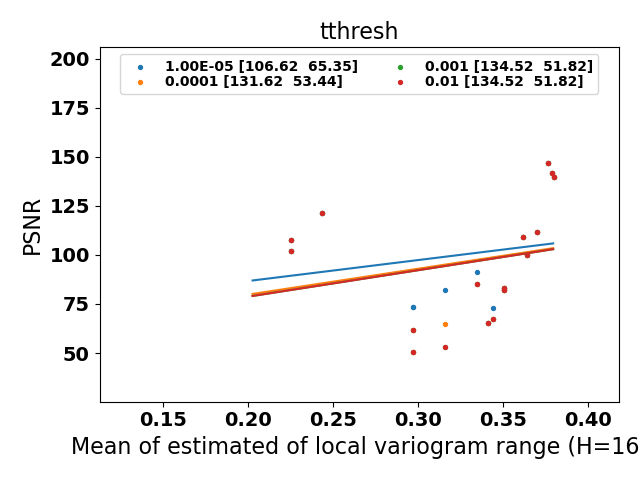 tthresh
1.00E-05 [106.62  65.35]
0.0001 [131.62  53.44]
0.001 [134.52  51.82]
0.01 [134.52  51.82]
PSNR
200
175
150
125
100
75
50
0.15 0.20 0.25 0.30 0.35 0.40
Mean of estimated of local variogram range (H=16